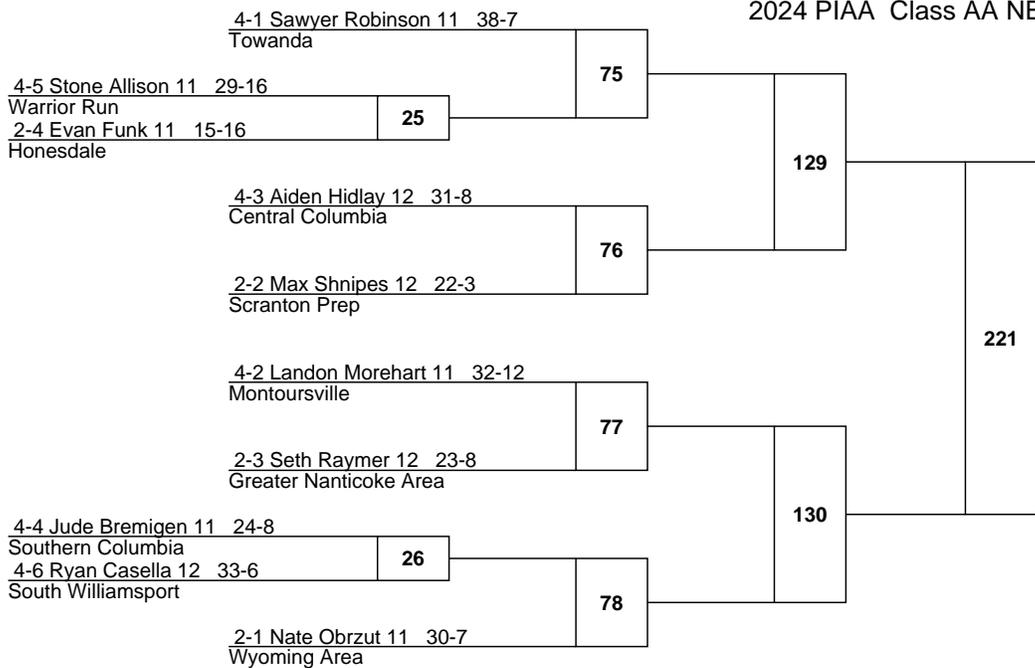 2024 PIAA Class AA NE
4-1 Sawyer Robinson 11 38-7
Towanda
75
4-5 Stone Allison 11 29-16
Warrior Run
25
2-4 Evan Funk 11 15-16
Honesdale
129
4-3 Aiden Hidlay 12 31-8
Central Columbia
76
2-2 Max Shnipes 12 22-3
Scranton Prep
221
4-2 Landon Morehart 11 32-12
Montoursville
77
2-3 Seth Raymer 12 23-8
Greater Nanticoke Area
130
4-4 Jude Bremigen 11 24-8
Southern Columbia
26
4-6 Ryan Casella 12 33-6
South Williamsport
78
2-1 Nate Obrzut 11 30-7
Wyoming Area